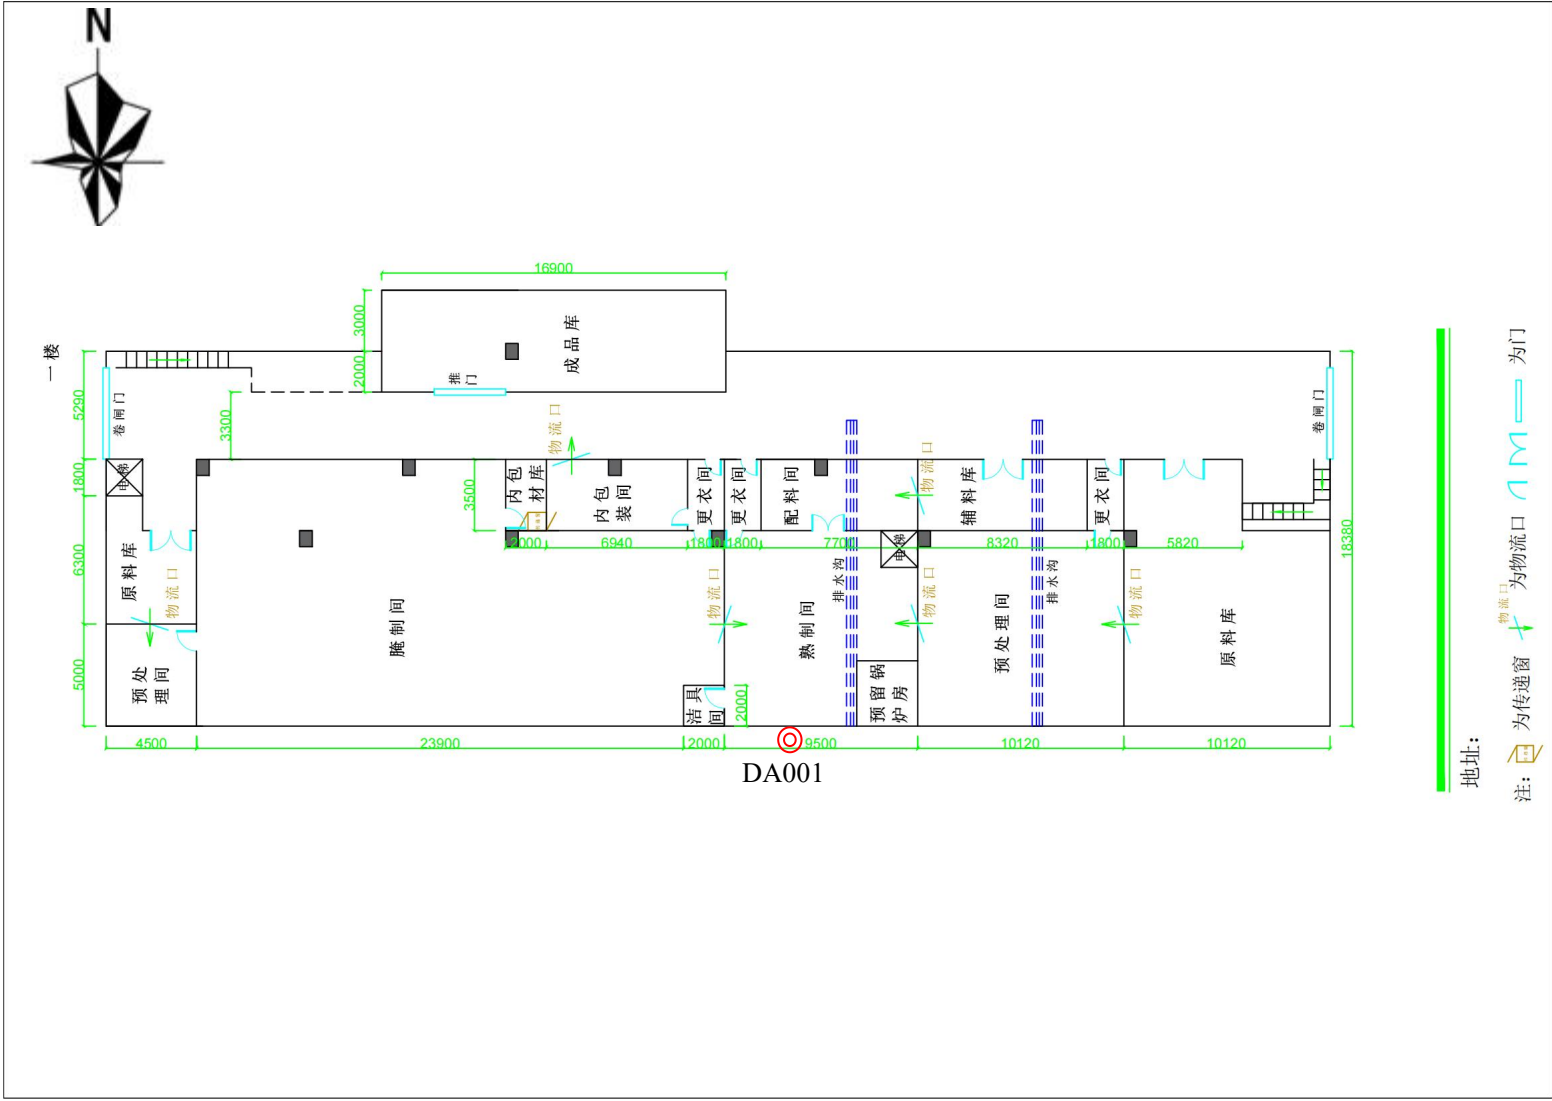 N
一楼
16900
3000
2000
成品库
推门
5290
卷闸门
3300
物流口
物流口
卷闸门
1800
电梯
3500
内包材库
内包装间
更衣间
更衣间
配料间
辅料库
更衣间
2000
6940
1800
1800
7700
电梯
8320
1800
5820
18380
6300
原料库
物流口
腌制间
物流口
熟制间
排水沟
物流口
预处理间
排水沟
物流口
原料库
5000
预处理间
洁具间
2000
预留锅炉房
4500
23900
2000
9500
10120
10120
DA001
地址:
注:
为传递窗
物流口
为物流口
为门